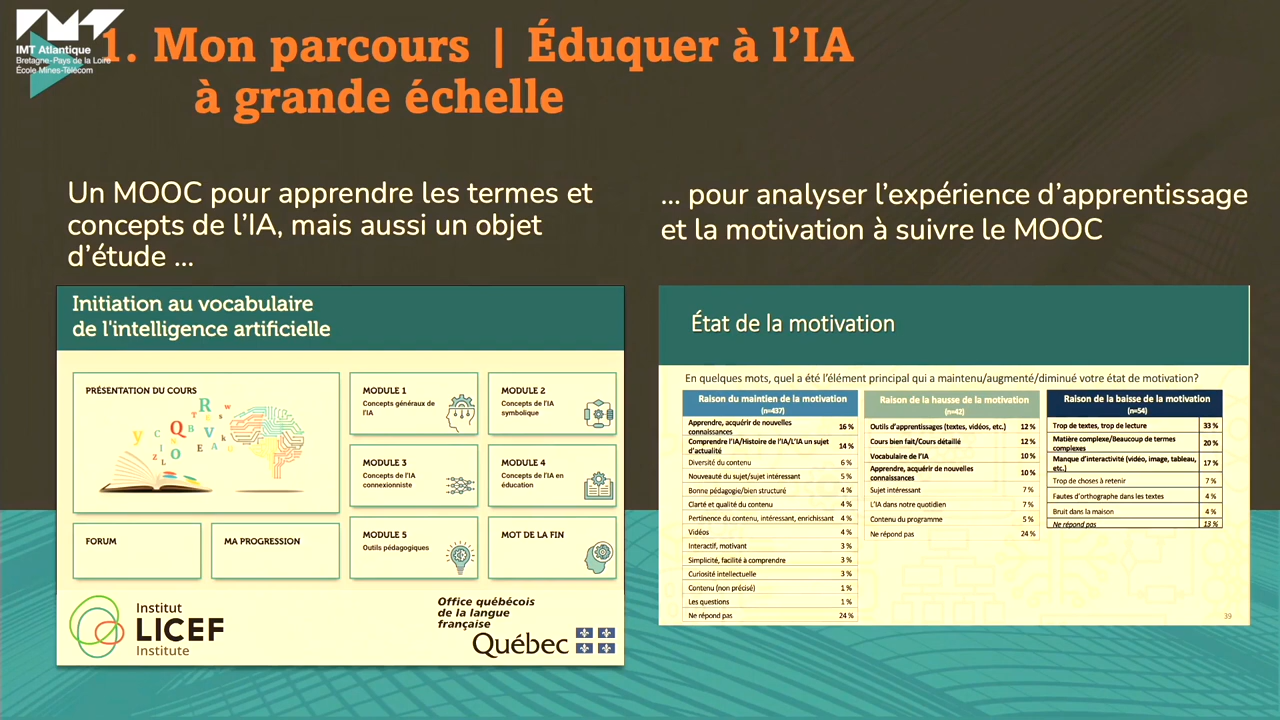 IMT Atlantique
Bretagne-Pays de la Loire
École Mines-Télécom
1. Mon parcours | Éduquer à l'IA
à grande échelle
Un MOOC pour apprendre les termes et
concepts de l'IA, mais aussi un objet
d'étude ...
Initiation au vocabulaire
de l'intelligence artificielle
PRÉSENTATION DU COURS
MODULE 1
Concepts généraux de
l'IA
MODULE 2
Concepts de l'IA
symbolique
MODULE 3
Concepts de l'IA
connexionniste
MODULE 4
Concepts de l'IA en
éducation
FORUM
MA PROGRESSION
MODULE 5
Outils pédagogiques
MOT DE LA FIN
Institut
LICEF
Institute
Office québécois
de la langue
française
Québec
... pour analyser l'expérience d'apprentissage
et la motivation à suivre le MOOC
État de la motivation
En quelques mots, quel a été l'élément principal qui a maintenu/augmenté/diminué votre état de motivation?
Raison du maintien de la motivation
(n=437)
Apprendre, acquérir de nouvelles
connaissances 16 %
Comprendre l'IA/Histoire de l'IA/L'IA un sujet
d'actualité 14 %
Diversité du contenu 6 %
Nouveauté du sujet/sujet intéressant 5 %
Bonne pédagogie/bien structuré 4 %
Clarté et qualité du contenu 4 %
Pertinence du contenu, intéressant, enrichissant 4 %
Vidéos 4 %
Interactif, motivant 3 %
Simplicité, facilité à comprendre 3 %
Curiosité intellectuelle 3 %
Contenu (non précisé) 1 %
Les questions 1 %
Ne répond pas 24 %
Raison de la hausse de la motivation
(n=42)
Outils d'apprentissages (textes, vidéos, etc.) 12 %
Cours bien fait/Cours détaillé 12 %
Vocabulaire de l'IA 10 %
Apprendre, acquérir de nouvelles
connaissances 10 %
Sujet intéressant 7 %
L'IA dans notre quotidien 7 %
Contenu du programme 5 %
Ne répond pas 24 %
Raison de la baisse de la motivation
(n=54)
Trop de textes, trop de lecture 33 %
Matière complexe/Beaucoup de termes
complexes 20 %
Manque d'interactivité (vidéo, image, tableau,
etc.) 17 %
Trop de choses à retenir 7 %
Fautes d'orthographe dans les textes 4 %
Bruit dans la maison 4 %
Ne répond pas 13 %
39